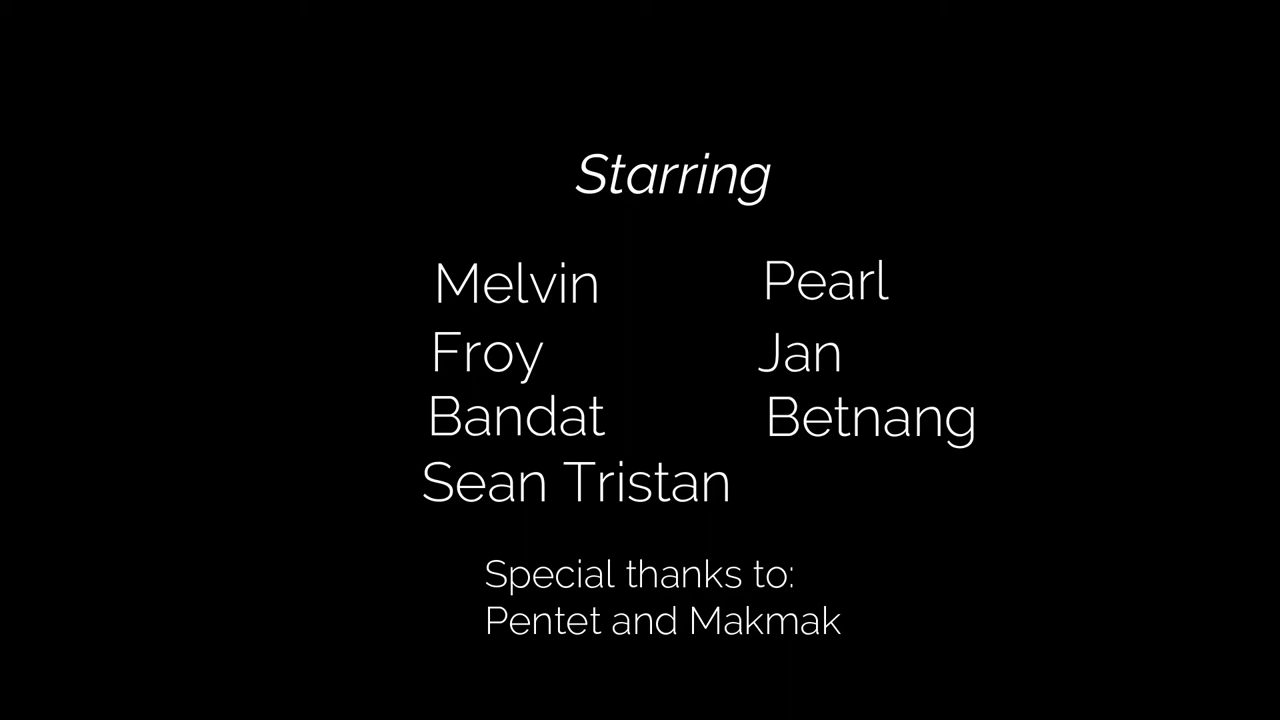 Starring
Melvin
Froy
Bandat
Sean Tristan
Pearl
Jan
Betnang
Special thanks to:
Pentet and Makmak